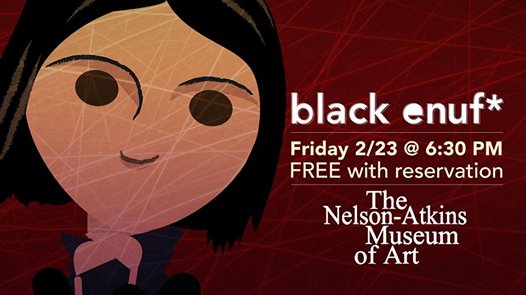 black enuf*
Friday 2/23 @ 6:30 PM
FREE with reservation
The
Nelson-Atkins
Museum
of Art